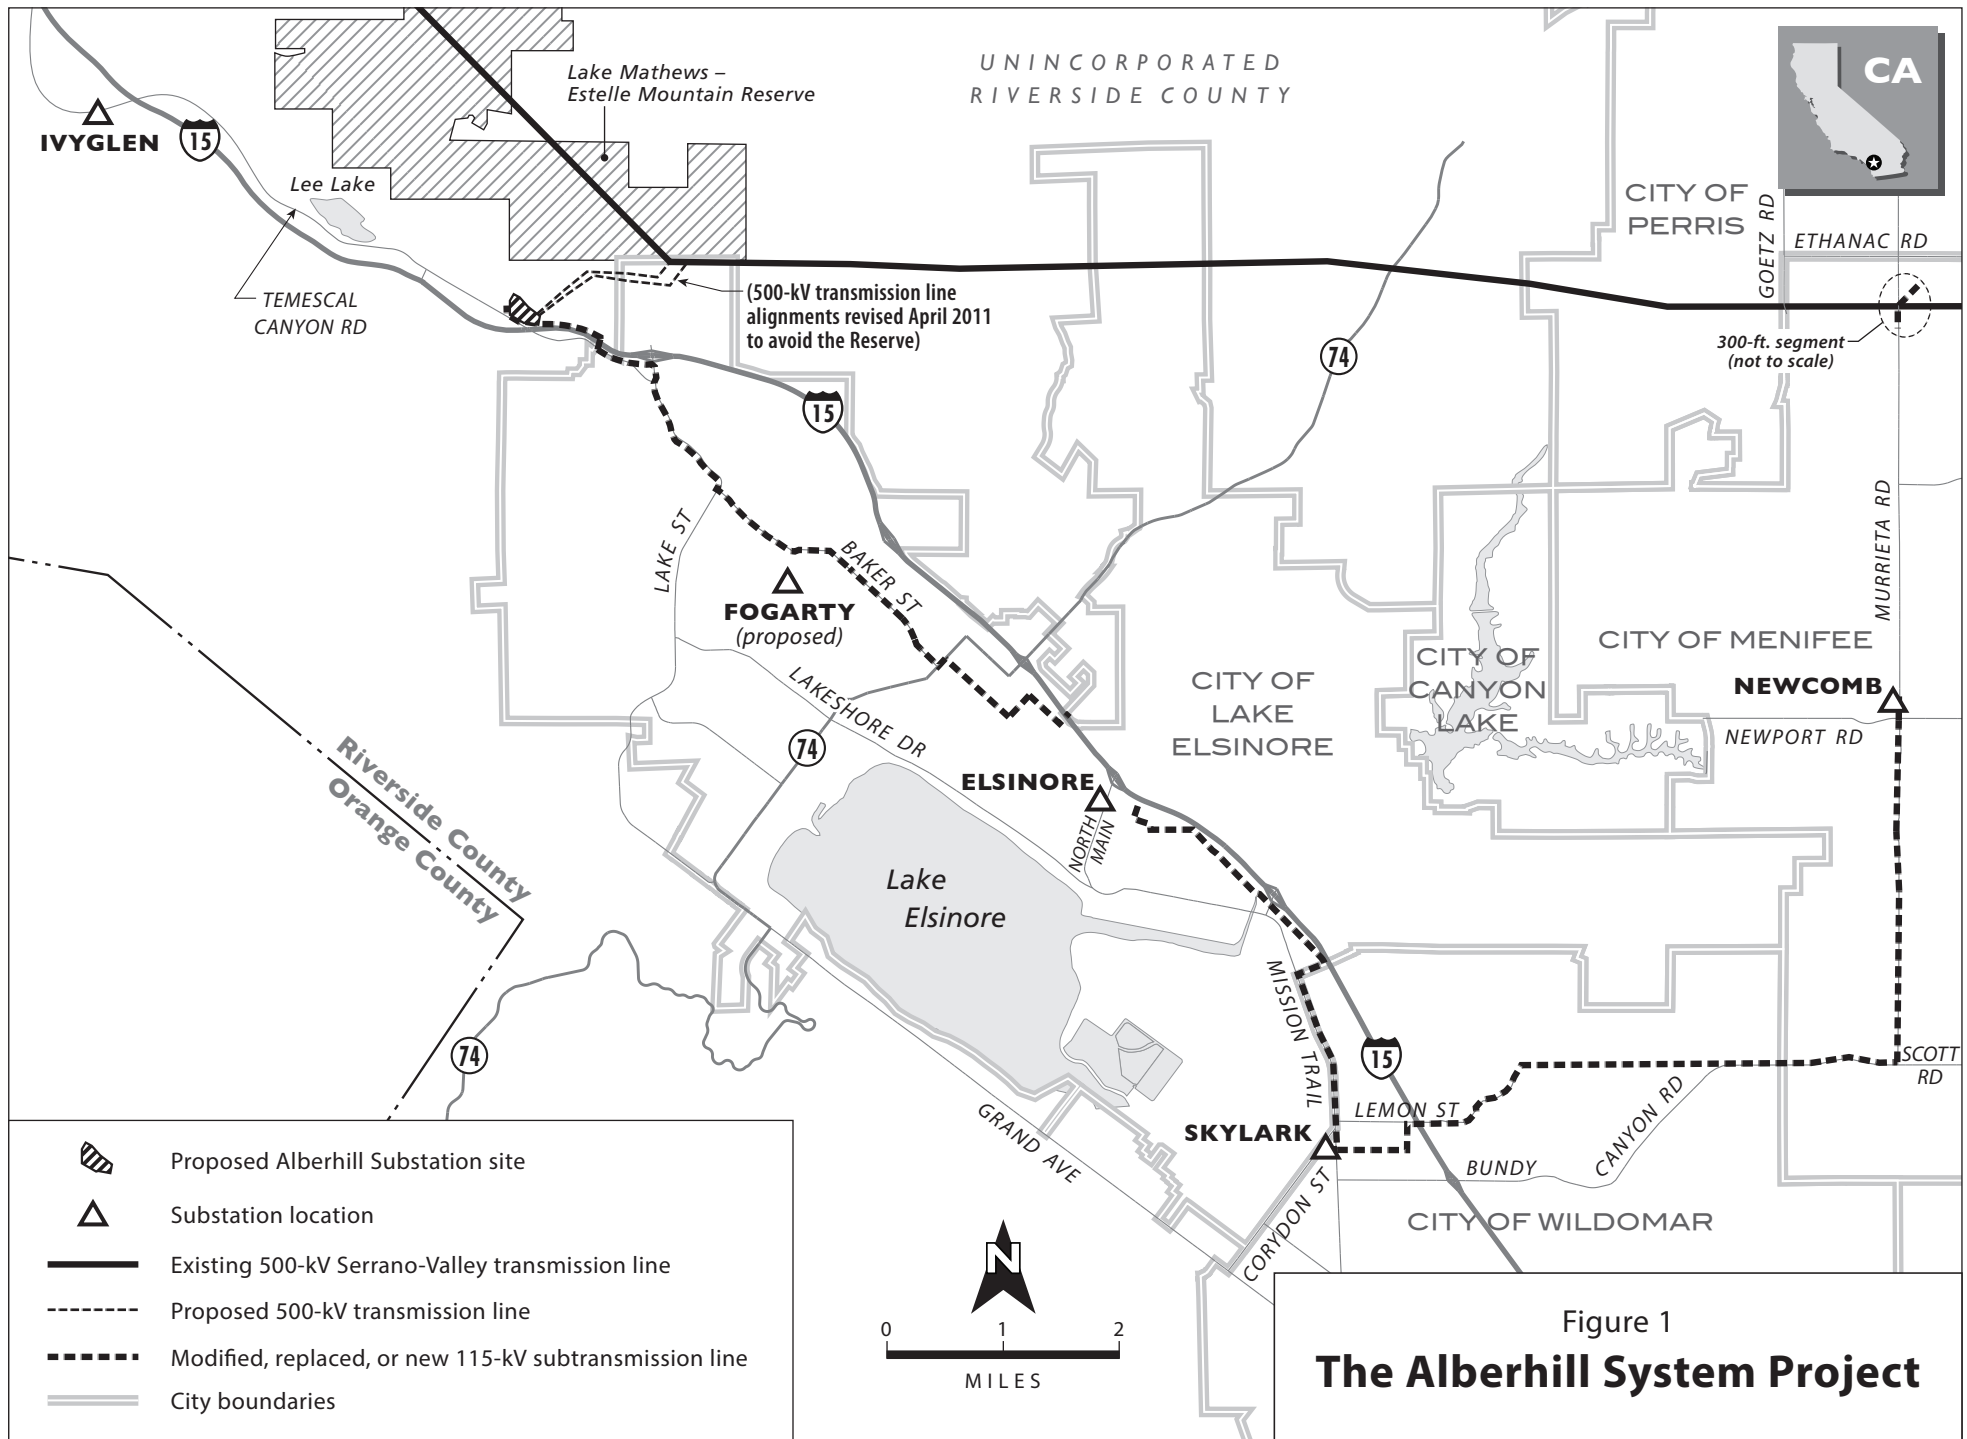 UNINCORPORATED
RIVERSIDE COUNTY
CA
Lake Mathews –
Estelle Mountain Reserve
IVYGLEN
15
Lee Lake
TEMESCAL
CANYON RD
(500-kV transmission line
alignments revised April 2011
to avoid the Reserve)
CITY OF
PERRIS
GOETZ RD
ETHANAC RD
300-ft. segment
(not to scale)
74
15
MURRIETA RD
LAKE ST
BAKER ST
FOGARTY
(proposed)
CITY OF MENIFEE
CITY OF
CANYON
LAKE
NEWCOMB
NEWPORT RD
CITY OF
LAKE
ELSINORE
LAKESHORE DR
74
ELSINORE
NORTH
MAIN
Riverside County
Orange County
Lake
Elsinore
MISSION TRAIL
74
15
SCOTT
RD
GRAND AVE
SKYLARK
LEMON ST
BUNDY
CANYON RD
CORYDON ST
CITY OF WILDOMAR
Proposed Alberhill Substation site
Substation location
Existing 500-kV Serrano-Valley transmission line
Proposed 500-kV transmission line
Modified, replaced, or new 115-kV subtransmission line
City boundaries
N
0 1 2
MILES
Figure 1
The Alberhill System Project